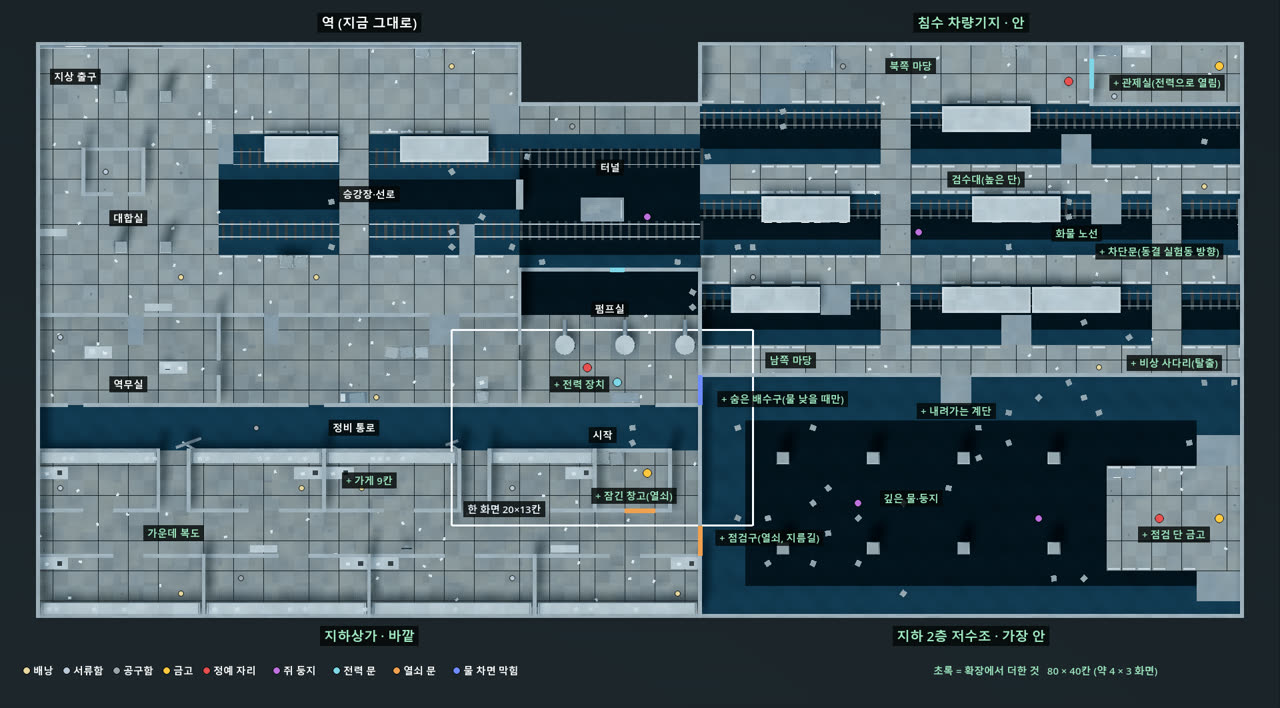 역 (지금 그대로)
침수 차량기지 · 안
지상 출구
북쪽 마당
+ 관제실(전력으로 열림)
터널
승강장·선로
검수대(높은 단)
대합실
화물 노선
+ 차단문(동결 실험동 방향)
펌프실
남쪽 마당
+ 비상 사다리(탈출)
역무실
+ 전력 장치
+ 숨은 배수구(물 낮을 때만)
+ 내려가는 계단
정비 통로
시작
+ 가게 9칸
+ 잠긴 창고(열쇠)
깊은 물·둥지
한 화면 20×13칸
가운데 복도
+ 점검구(열쇠, 지름길)
+ 점검 단 금고
지하상가 · 바깥
지하 2층 저수조 · 가장 안
배낭 서류함 공구함 금고 정예 자리 쥐 둥지 전력 문 열쇠 문 물 차면 막힘
초록 = 확장에서 더한 것 80 × 40칸 (약 4 × 3 화면)